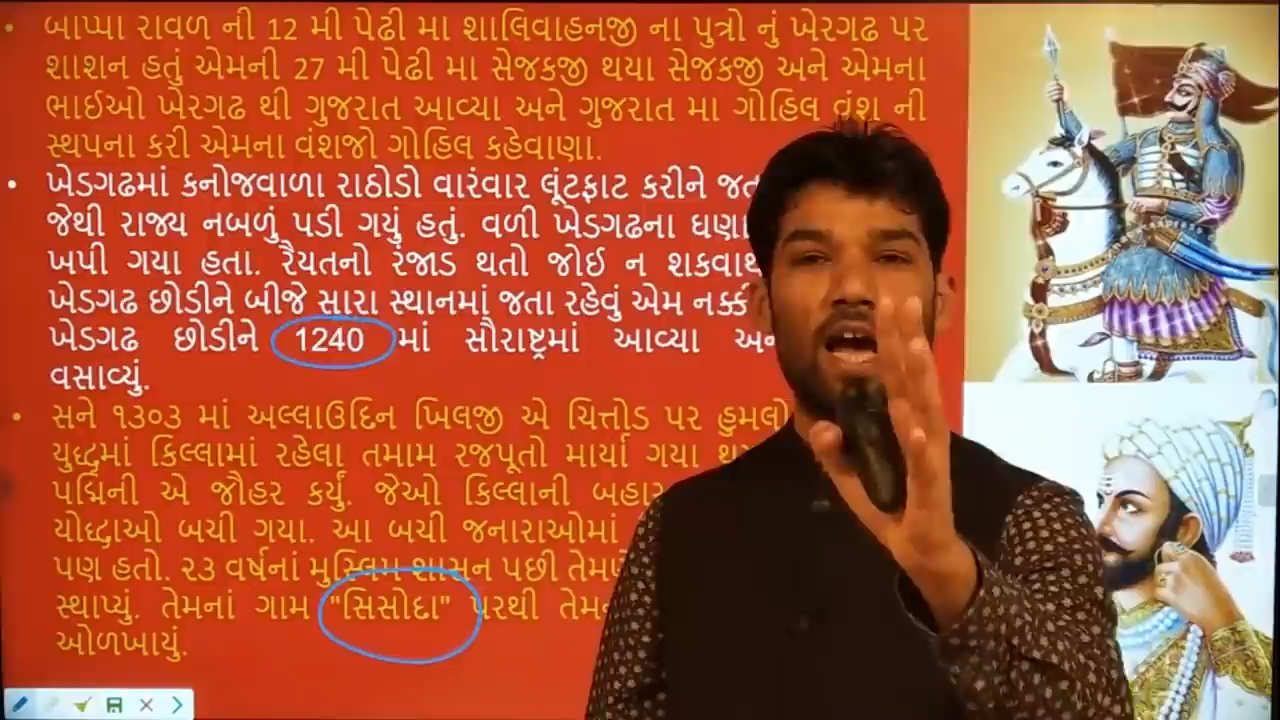 બાપ્પા રાવળ ની 12 મી પેઢી મા શાલિવાહનજી ના પુત્રો નું ખેરગઢ પર
શાશન હતું એમની 27 મી પેઢી મા સેજકજી થયા સેજકજી અને એમના
ભાઈઓ ખેરગઢ થી ગુજરાત આવ્યા અને ગુજરાત મા ગોહિલ વંશ ની
સ્થપના કરી એમના વંશજો ગોહિલ કહેવાણા.
ખેડગઢમાં કનોજવાળા રાઠોડો વારંવાર લૂંટફાટ કરીને
જેથી રાજ્ય નબળું પડી ગયું હતું. વળી ખેડગઢના
ખપી ગયા હતા. રૈયતનો રંજાડ થતો જોઈ ન
ખેડગઢ છોડીને બીજે સારા સ્થાનમાં જતા રહેવું એમ
ખેડગઢ છોડીને 1240 માં સૌરાષ્ટ્રમાં આવ્યા
વસાવ્યું.
સને ૧૩૦૩ માં અલ્લાઉદિન ખિલજી એ ચિત્તોડ પર
યુદ્ધમાં કિલ્લામાં રહેલા તમામ રજપૂતો માર્યા ગયા
પદ્મિની એ જૌહર કર્યું. જેઓ કિલ્લાની
યોદ્ધાઓ બચી ગયા. આ બચી જનારાઓમાં
પણ હતો. ૨૩ વર્ષનાં મુસ્લિમ શાસન પછી
સ્થાપ્યું. તેમનાં ગામ "સિસોદા" પરથી
ઓળખાયું.